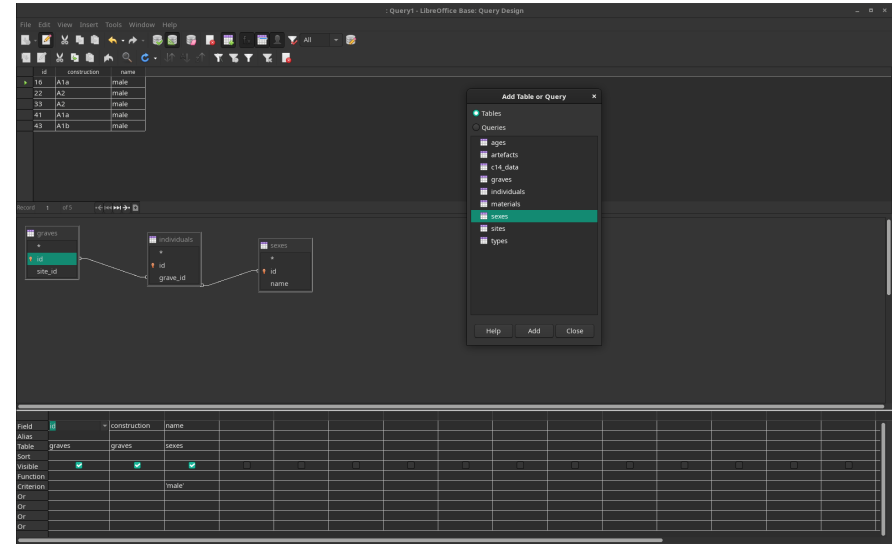 : Query1 - LibreOffice Base: Query Design
File Edit View Insert Tools Window Help
All
id construction name
16 A1a male
22 A2 male
33 A2 male
41 A1a male
43 A1b male
Record 1 of 5
Add Table or Query
Tables
Queries
ages
artefacts
c14_data
graves
individuals
materials
sexes
sites
types
Help Add Close
graves
*
id
site_id
individuals
*
id
grave_id
sexes
*
id
name
Field id construction name
Alias
Table graves graves sexes
Sort
Visible
Function
Criterion 'male'
Or
Or
Or
Or